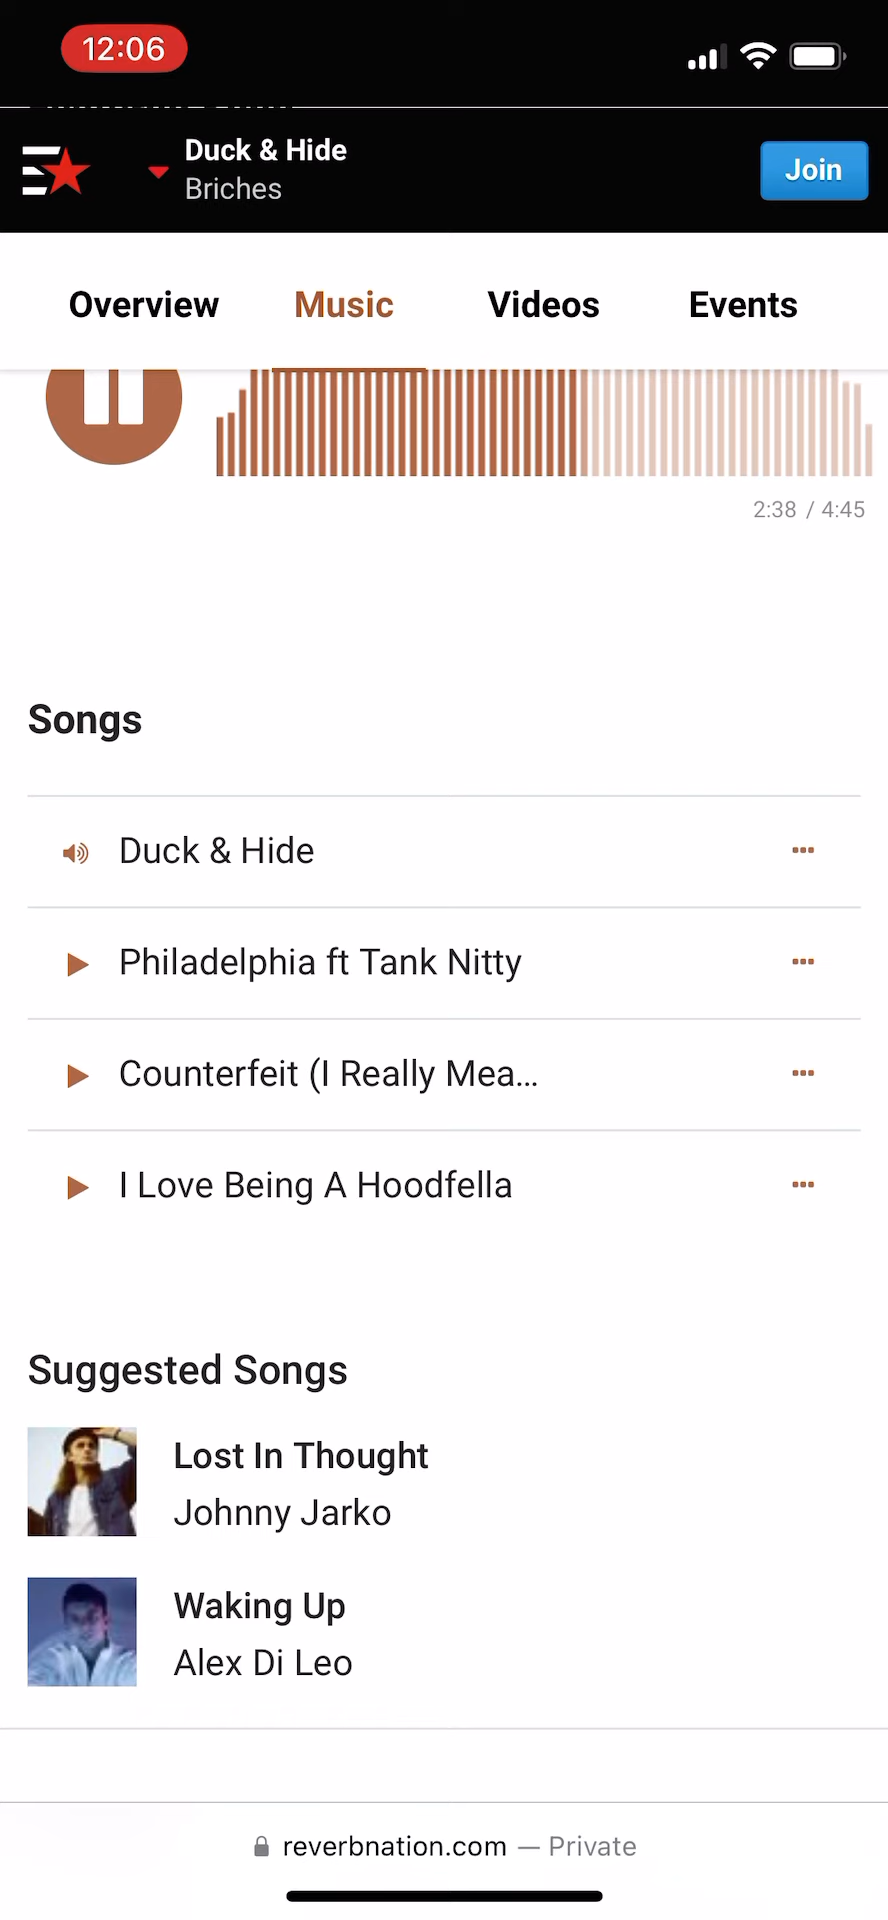 12:06
Duck & Hide
Briches
Join
Overview Music Videos Events
2:38 / 4:45
Songs
Duck & Hide
Philadelphia ft Tank Nitty
Counterfeit (I Really Mea...
I Love Being A Hoodfella
Suggested Songs
Lost In Thought
Johnny Jarko
Waking Up
Alex Di Leo
reverbnation.com — Private